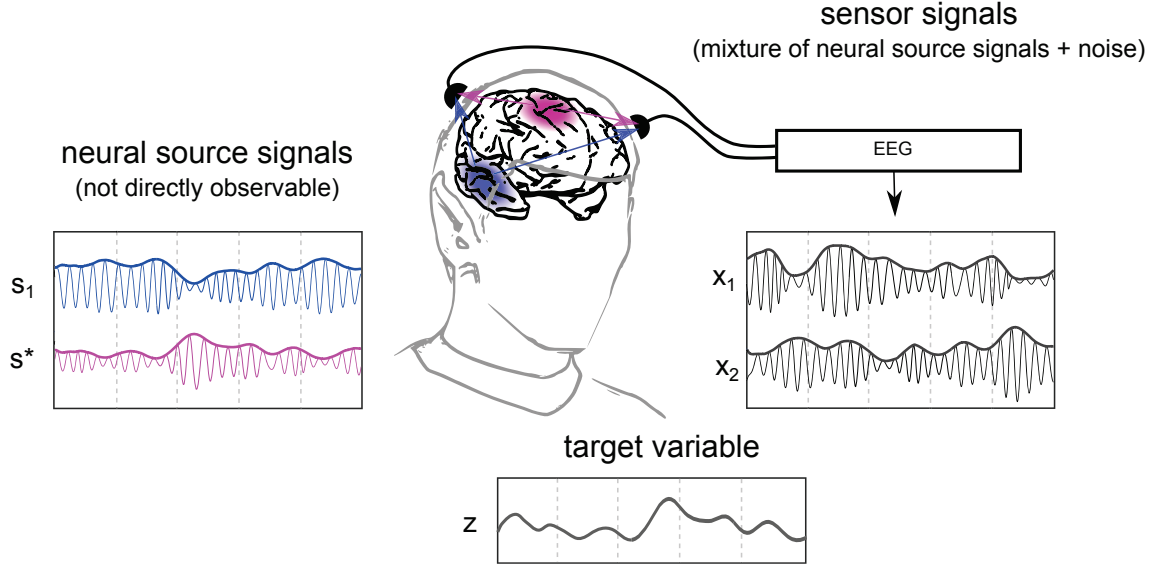 sensor signals
(mixture of neural source signals + noise)
EEG
neural source signals
(not directly observable)
s₁
s*
x₁
x₂
target variable
z